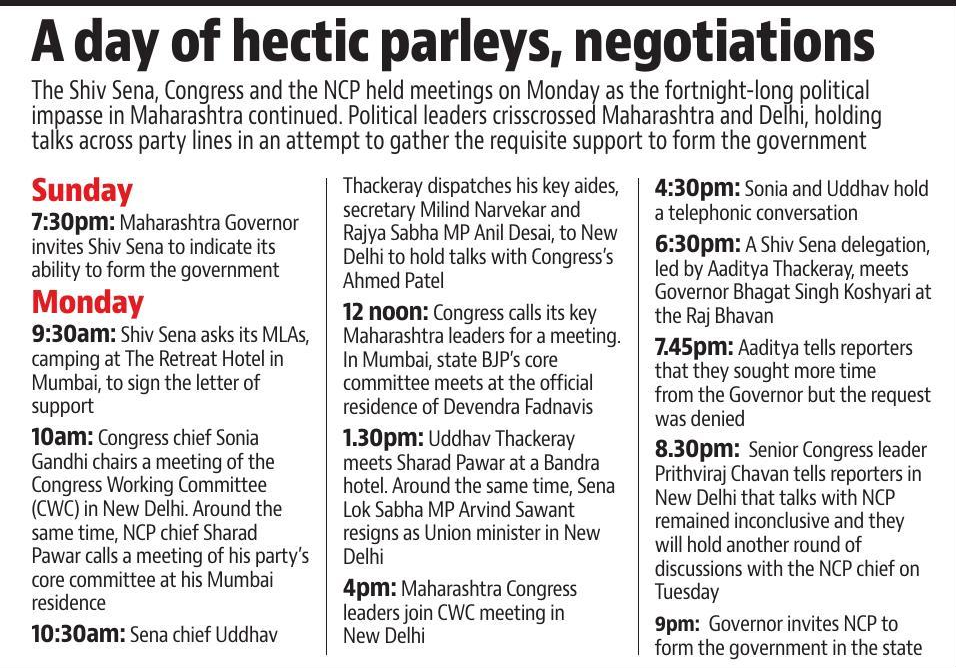 A day of hectic parleys, negotiations
The Shiv Sena, Congress and the NCP held meetings on Monday as the fortnight-long political
impasse in Maharashtra continued. Political leaders crisscrossed Maharashtra and Delhi, holding
talks across party lines in an attempt to gather the requisite support to form the government
Sunday
7:30pm: Maharashtra Governor
invites Shiv Sena to indicate its
ability to form the government
Monday
9:30am: Shiv Sena asks its MLAs,
camping at The Retreat Hotel in
Mumbai, to sign the letter of
support
10am: Congress chief Sonia
Gandhi chairs a meeting of the
Congress Working Committee
(CWC) in New Delhi. Around the
same time, NCP chief Sharad
Pawar calls a meeting of his party's
core committee at his Mumbai
residence
10:30am: Sena chief Uddhav
Thackeray dispatches his key aides,
secretary Milind Narvekar and
Rajya Sabha MP Anil Desai, to New
Delhi to hold talks with Congress's
Ahmed Patel
12 noon: Congress calls its key
Maharashtra leaders for a meeting.
In Mumbai, state BJP's core
committee meets at the official
residence of Devendra Fadnavis
1.30pm: Uddhav Thackeray
meets Sharad Pawar at a Bandra
hotel. Around the same time, Sena
Lok Sabha MP Arvind Sawant
resigns as Union minister in New
Delhi
4pm: Maharashtra Congress
leaders join CWC meeting in
New Delhi
4:30pm: Sonia and Uddhav hold
a telephonic conversation
6:30pm: A Shiv Sena delegation,
led by Aaditya Thackeray, meets
Governor Bhagat Singh Koshyari at
the Raj Bhavan
7.45pm: Aaditya tells reporters
that they sought more time
from the Governor but the request
was denied
8.30pm: Senior Congress leader
Prithviraj Chavan tells reporters in
New Delhi that talks with NCP
remained inconclusive and they
will hold another round of
discussions with the NCP chief on
Tuesday
9pm: Governor invites NCP to
form the government in the state